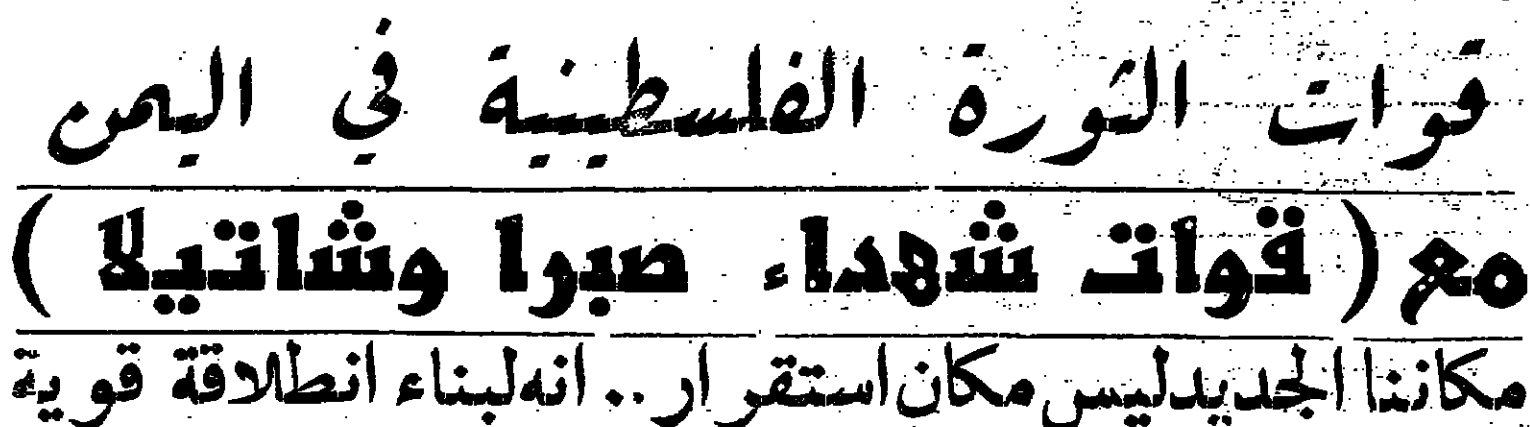 قوات الثورة الفلسطينية في اليمن
مع ( قوات شهداء صبرا وشاتيلا )
مكاننا الجديد ليس مكان استقرار .. انه لبناء انطلاقة قوية